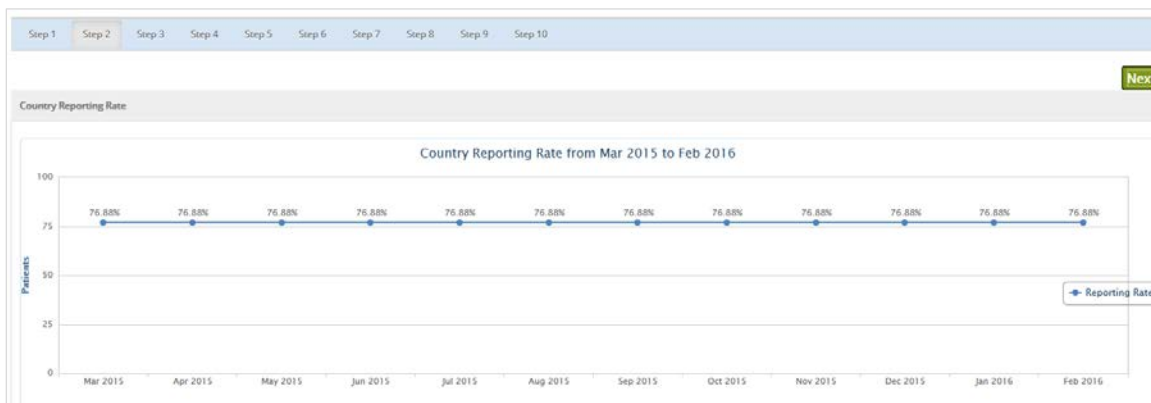 Step 1 Step 2 Step 3 Step 4 Step 5 Step 6 Step 7 Step 8 Step 9 Step 10
Nex
Country Reporting Rate
Country Reporting Rate from Mar 2015 to Feb 2016
100
76.88% 76.88% 76.88% 76.88% 76.88% 76.88% 76.88% 76.88% 76.88% 76.88% 76.88% 76.88%
75
50
Patients
Reporting Rate
25
0
Mar 2015 Apr 2015 May 2015 Jun 2015 Jul 2015 Aug 2015 Sep 2015 Oct 2015 Nov 2015 Dec 2015 Jan 2016 Feb 2016